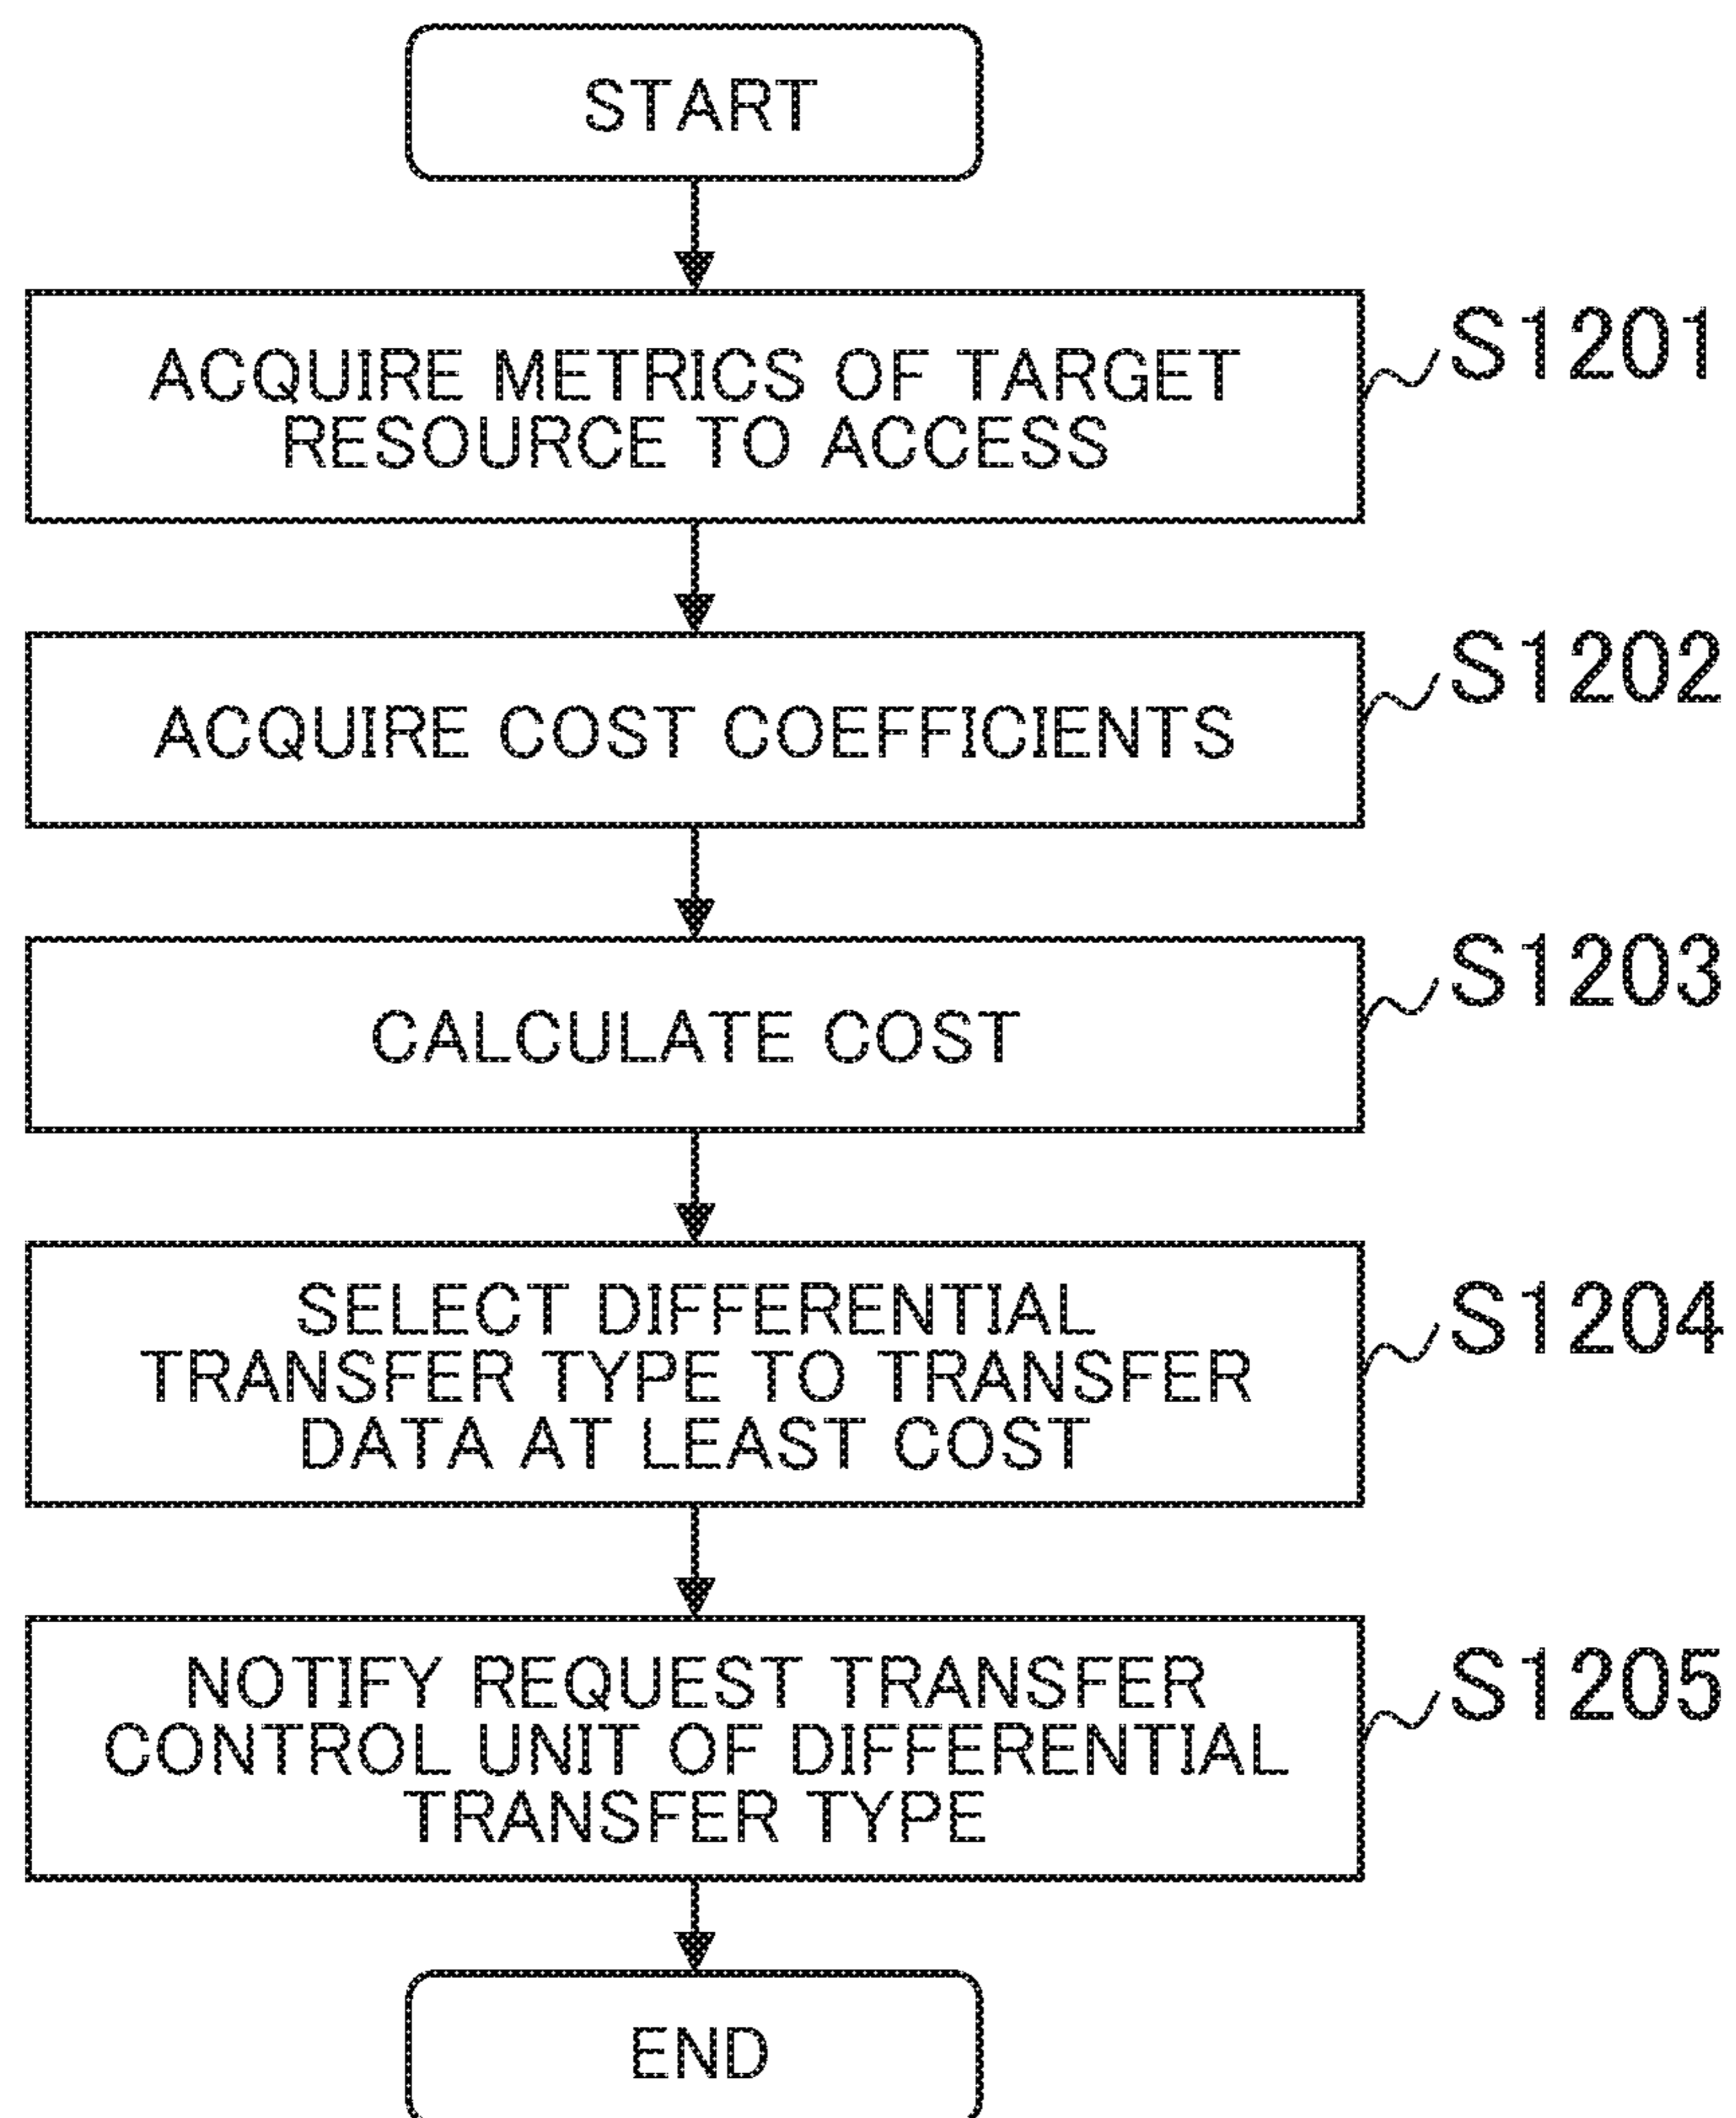 START
ACQUIRE METRICS OF TARGET
RESOURCE TO ACCESS
S1201
ACQUIRE COST COEFFICIENTS
S1202
CALCULATE COST
S1203
SELECT DIFFERENTIAL
TRANSFER TYPE TO TRANSFER
DATA AT LEAST COST
S1204
NOTIFY REQUEST TRANSFER
CONTROL UNIT OF DIFFERENTIAL
TRANSFER TYPE
S1205
END